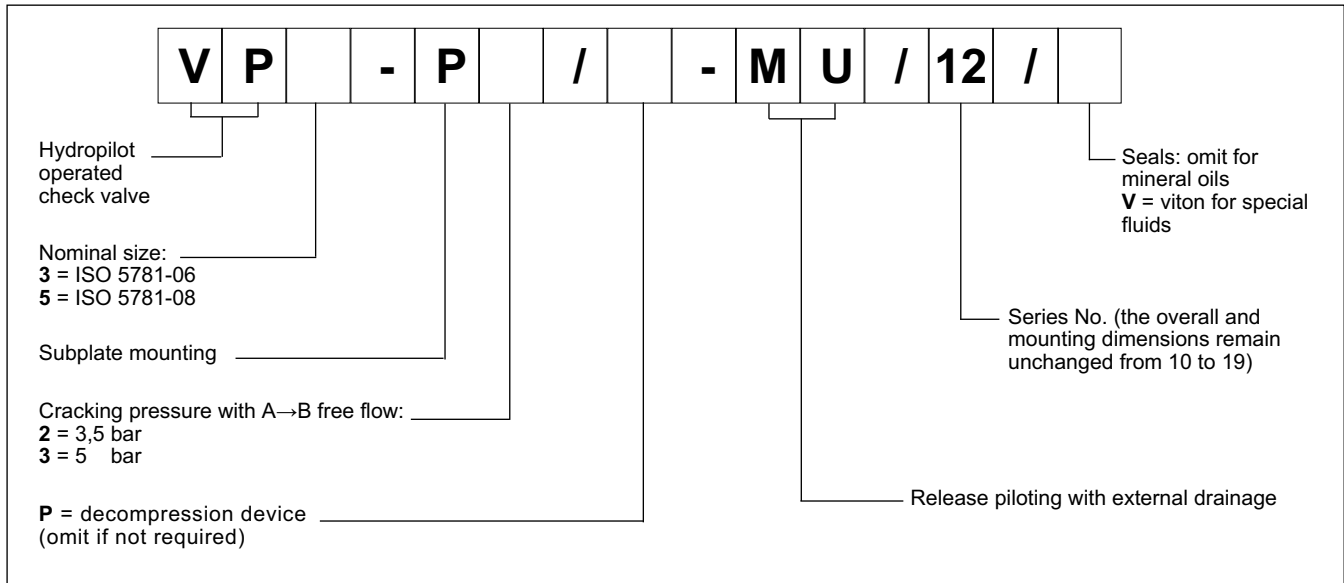 V P - P / - M U / 12 /
Hydropilot
operated
check valve
Nominal size:
3 = ISO 5781-06
5 = ISO 5781-08
Subplate mounting
Cracking pressure with A→B free flow:
2 = 3,5 bar
3 = 5 bar
P = decompression device
(omit if not required)
Seals: omit for
mineral oils
V = viton for special
fluids
Series No. (the overall and
mounting dimensions remain
unchanged from 10 to 19)
Release piloting with external drainage